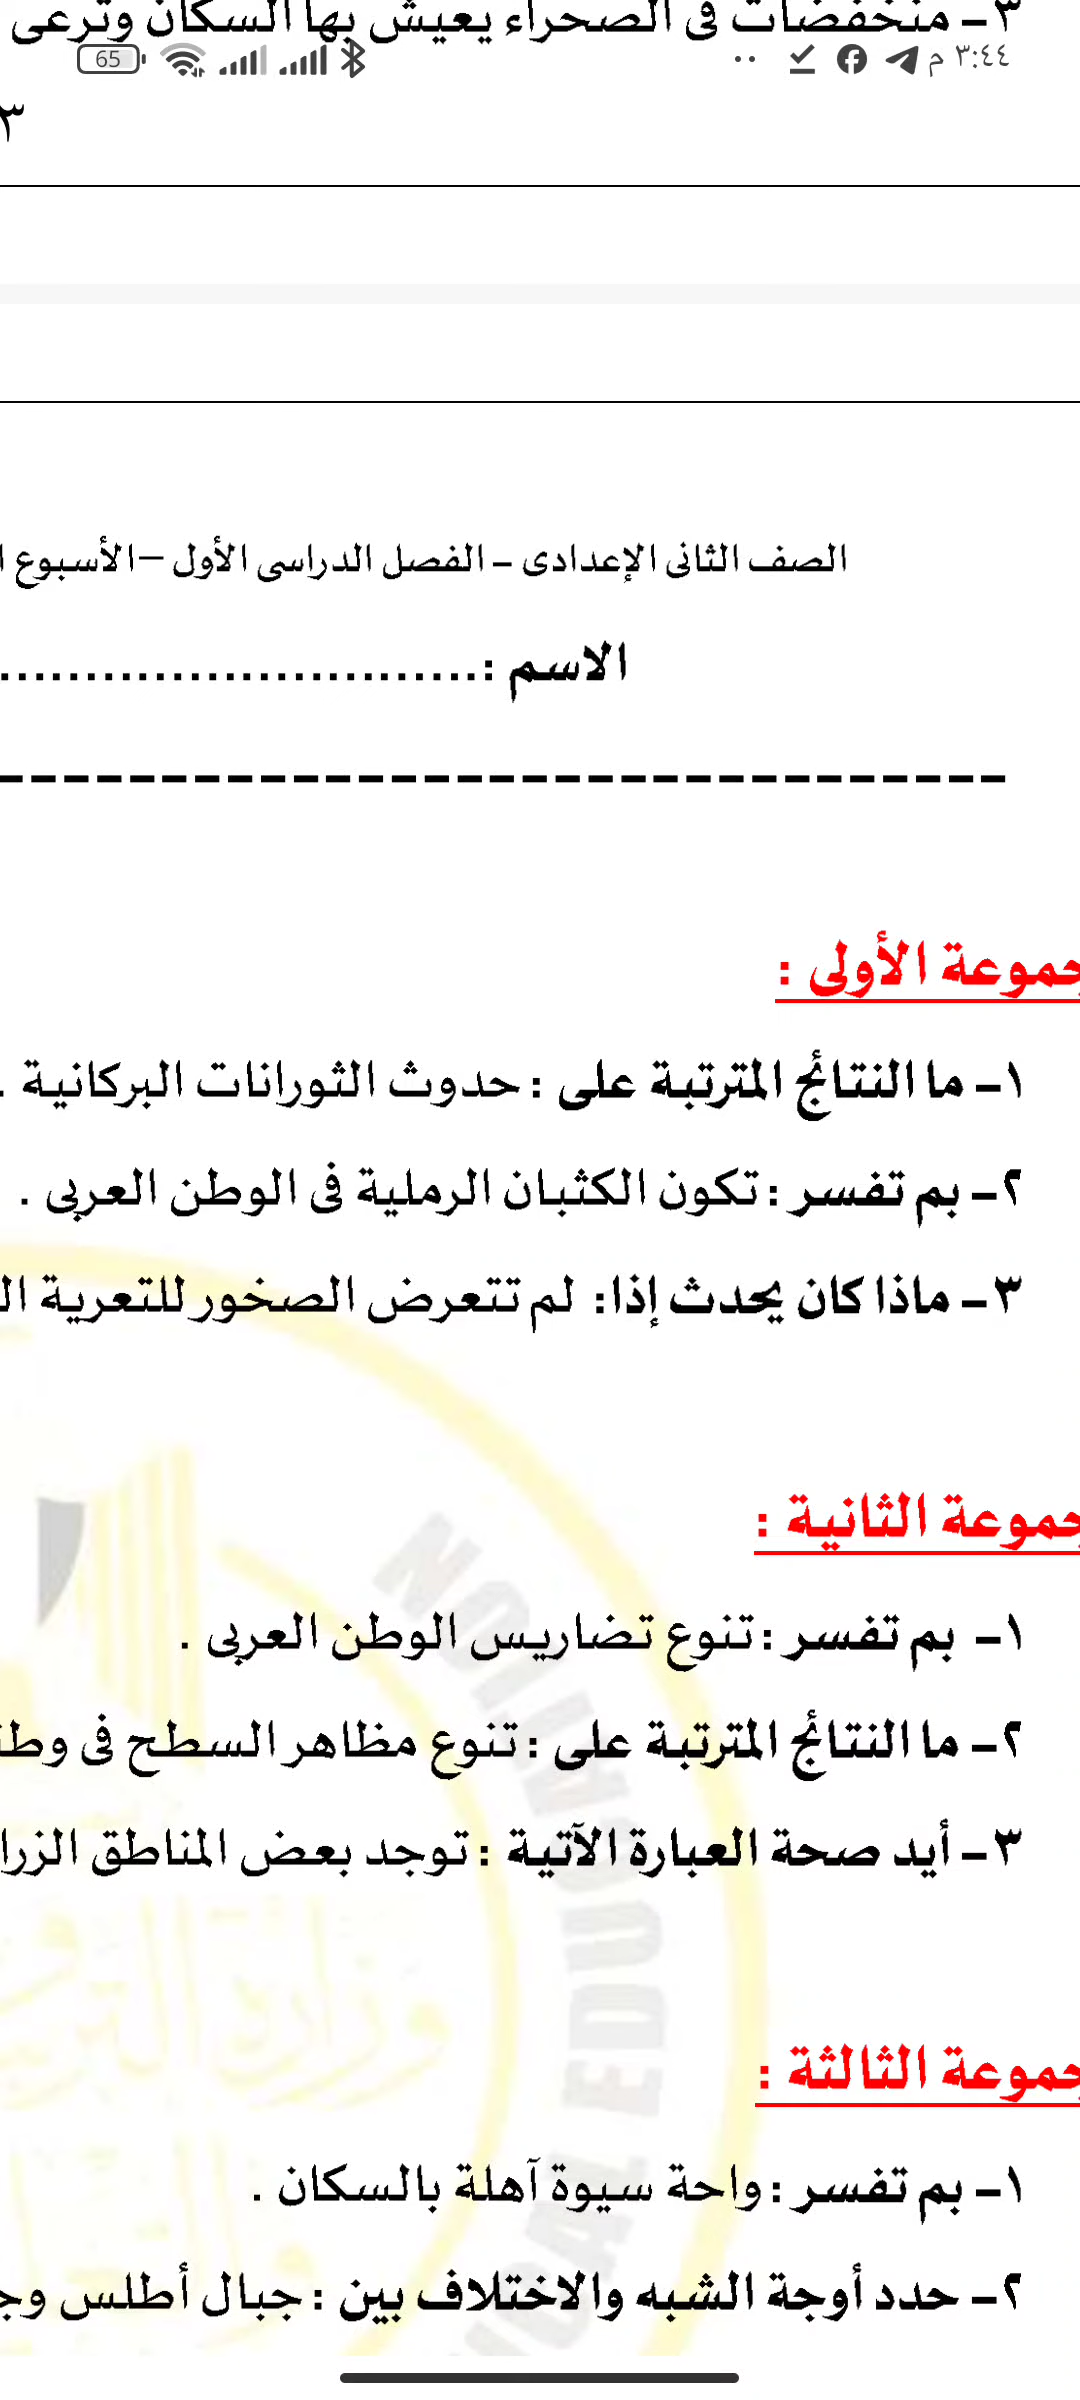 ٣- منخفضات فى الصحراء يعيش بها السكان وترعى
٣:٤٤ م
65
٣
الصف الثانى الإعدادى - الفصل الدراسى الأول – الأسبوع
الاسم :............................
المجموعة الأولى :
١- ما النتائج المترتبة على : حدوث الثورانات البركانية .
٢- بم تفسر : تكون الكثبان الرملية فى الوطن العربى .
٣- ماذا كان يحدث إذا: لم تتعرض الصخور للتعرية
المجموعة الثانية :
١- بم تفسر : تنوع تضاريس الوطن العربى .
٢- ما النتائج المترتبة على : تنوع مظاهر السطح فى
٣- أيد صحة العبارة الآتية : توجد بعض المناطق
المجموعة الثالثة :
١- بم تفسر : واحة سيوة آهلة بالسكان .
٢- حدد أوجة الشبه والاختلاف بين : جبال أطلس